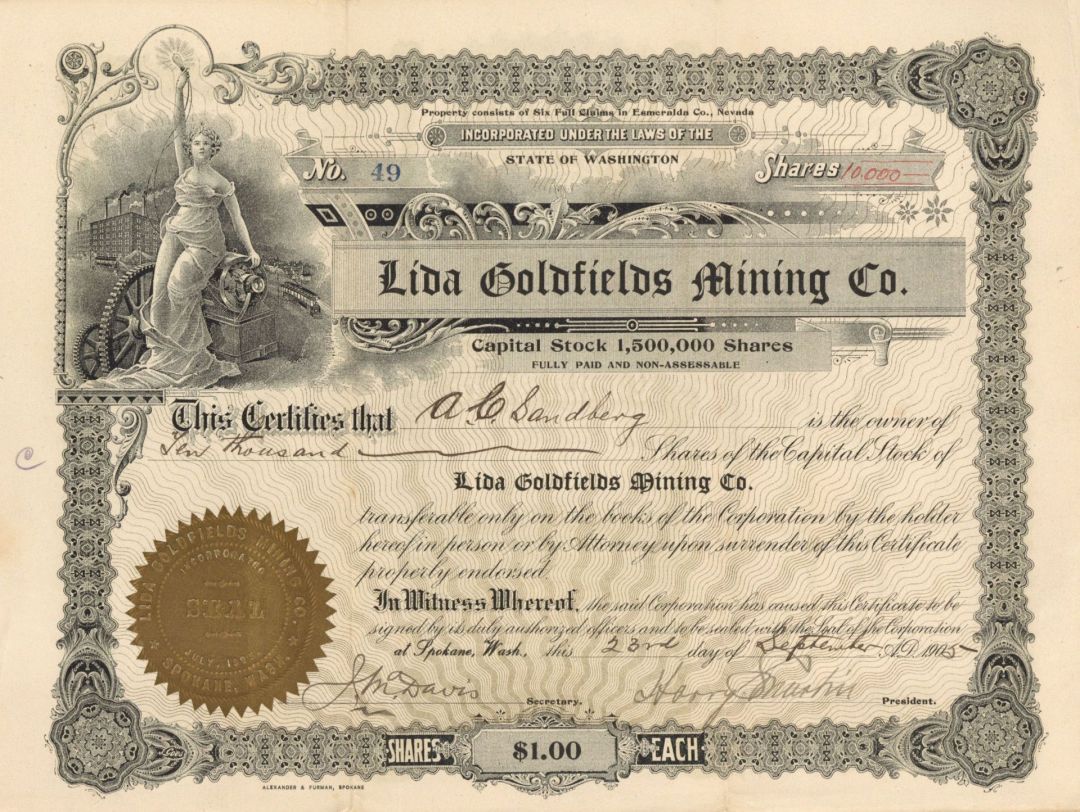 Property consists of Six Full Claims in Esmeralda Co., Nevada
INCORPORATED UNDER THE LAWS OF THE
STATE OF WASHINGTON
No. 49
Shares 10,000
Lida Goldfields Mining Co.
Capital Stock 1,500,000 Shares
FULLY PAID AND NON-ASSESSABLE
This Certifies that A C Sandberg is the owner of
Ten thousand Shares of the Capital Stock of
Lida Goldfields Mining Co.
transferable only on the books of the Corporation by the holder
hereof in person or by Attorney upon surrender of this Certificate
properly endorsed.
In Witness Whereof, the said Corporation has caused this Certificate to be
signed by its duly authorized officers and to be sealed with the Seal of the Corporation
at Spokane, Wash., this 23rd day of September A.D. 1905
LIDA GOLDFIELDS MINING CO.
INCORPORATED
SEAL
JULY,
SPOKANE, WASH.
J Davis Secretary.
Harry Martin President.
SHARES $1.00 EACH
ALEXANDER & FURMAN, SPOKANE